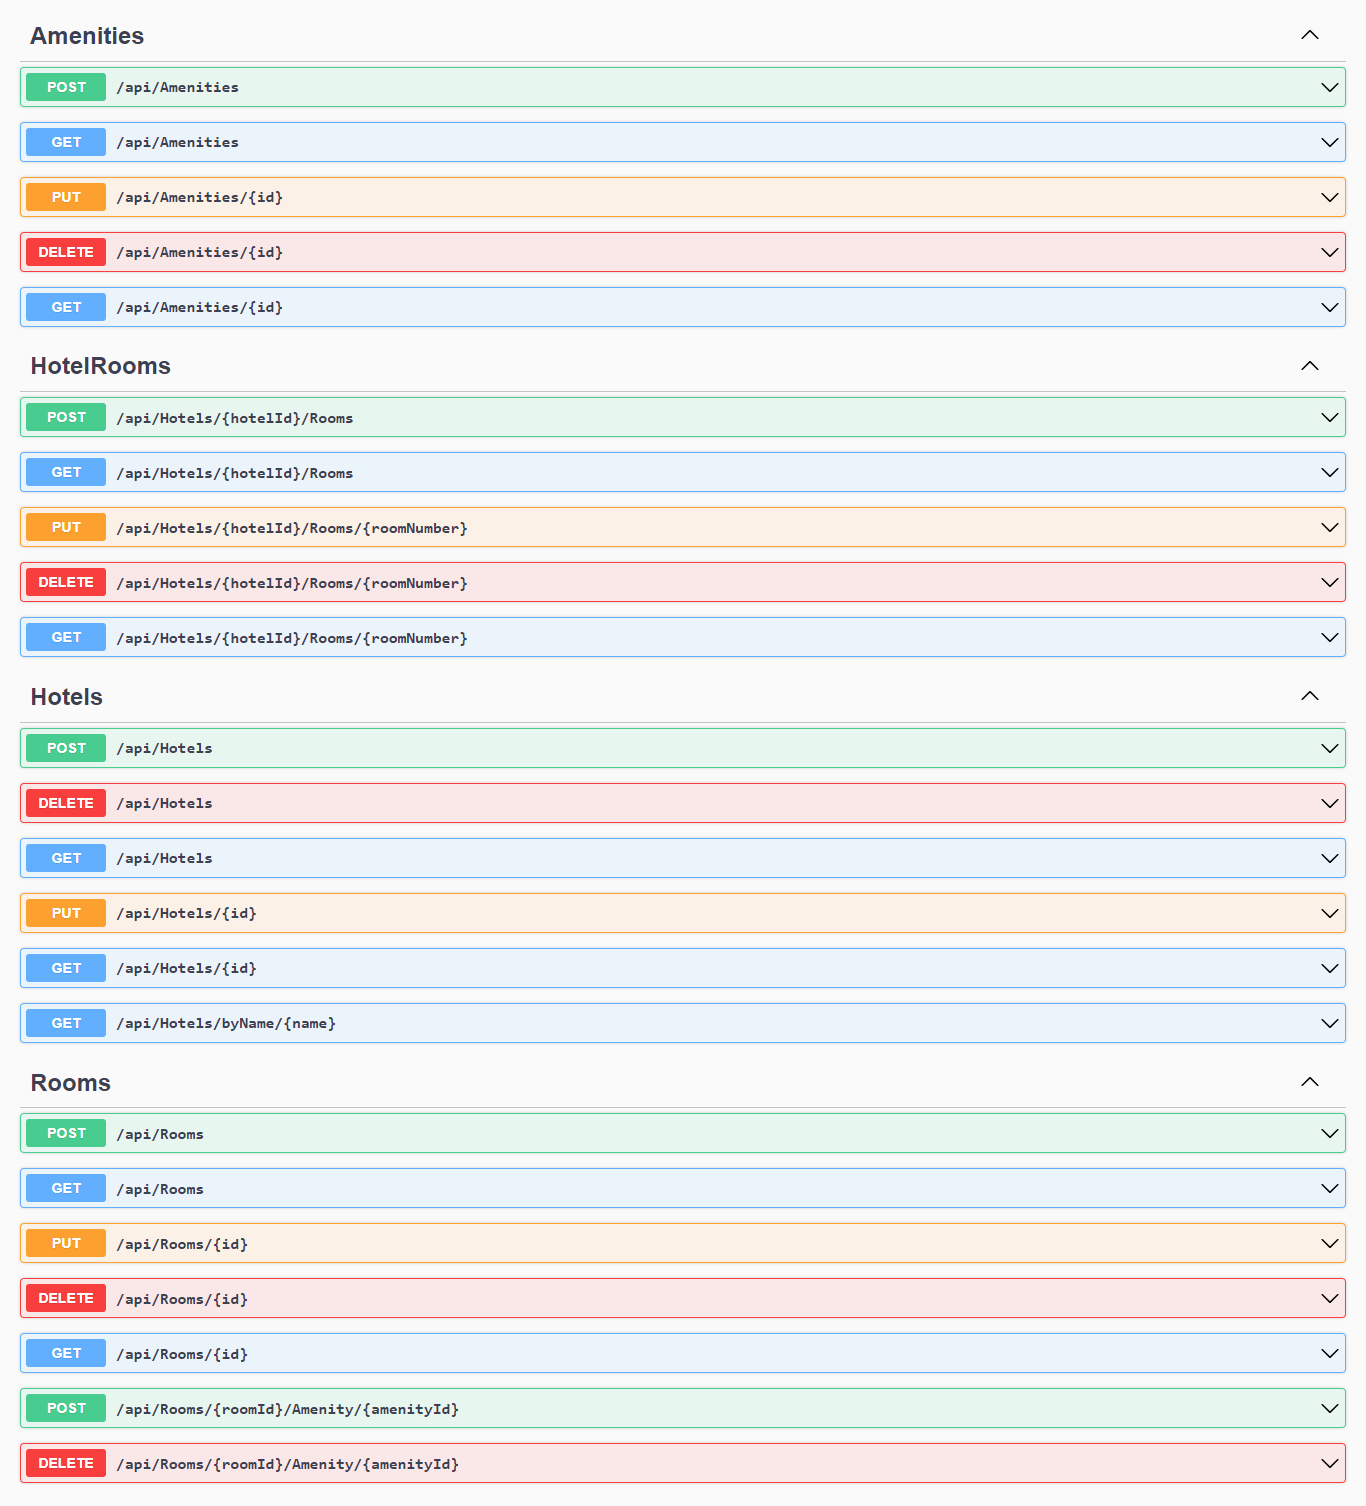 Amenities
POST /api/Amenities
GET /api/Amenities
PUT /api/Amenities/{id}
DELETE /api/Amenities/{id}
GET /api/Amenities/{id}
HotelRooms
POST /api/Hotels/{hotelId}/Rooms
GET /api/Hotels/{hotelId}/Rooms
PUT /api/Hotels/{hotelId}/Rooms/{roomNumber}
DELETE /api/Hotels/{hotelId}/Rooms/{roomNumber}
GET /api/Hotels/{hotelId}/Rooms/{roomNumber}
Hotels
POST /api/Hotels
DELETE /api/Hotels
GET /api/Hotels
PUT /api/Hotels/{id}
GET /api/Hotels/{id}
GET /api/Hotels/byName/{name}
Rooms
POST /api/Rooms
GET /api/Rooms
PUT /api/Rooms/{id}
DELETE /api/Rooms/{id}
GET /api/Rooms/{id}
POST /api/Rooms/{roomId}/Amenity/{amenityId}
DELETE /api/Rooms/{roomId}/Amenity/{amenityId}